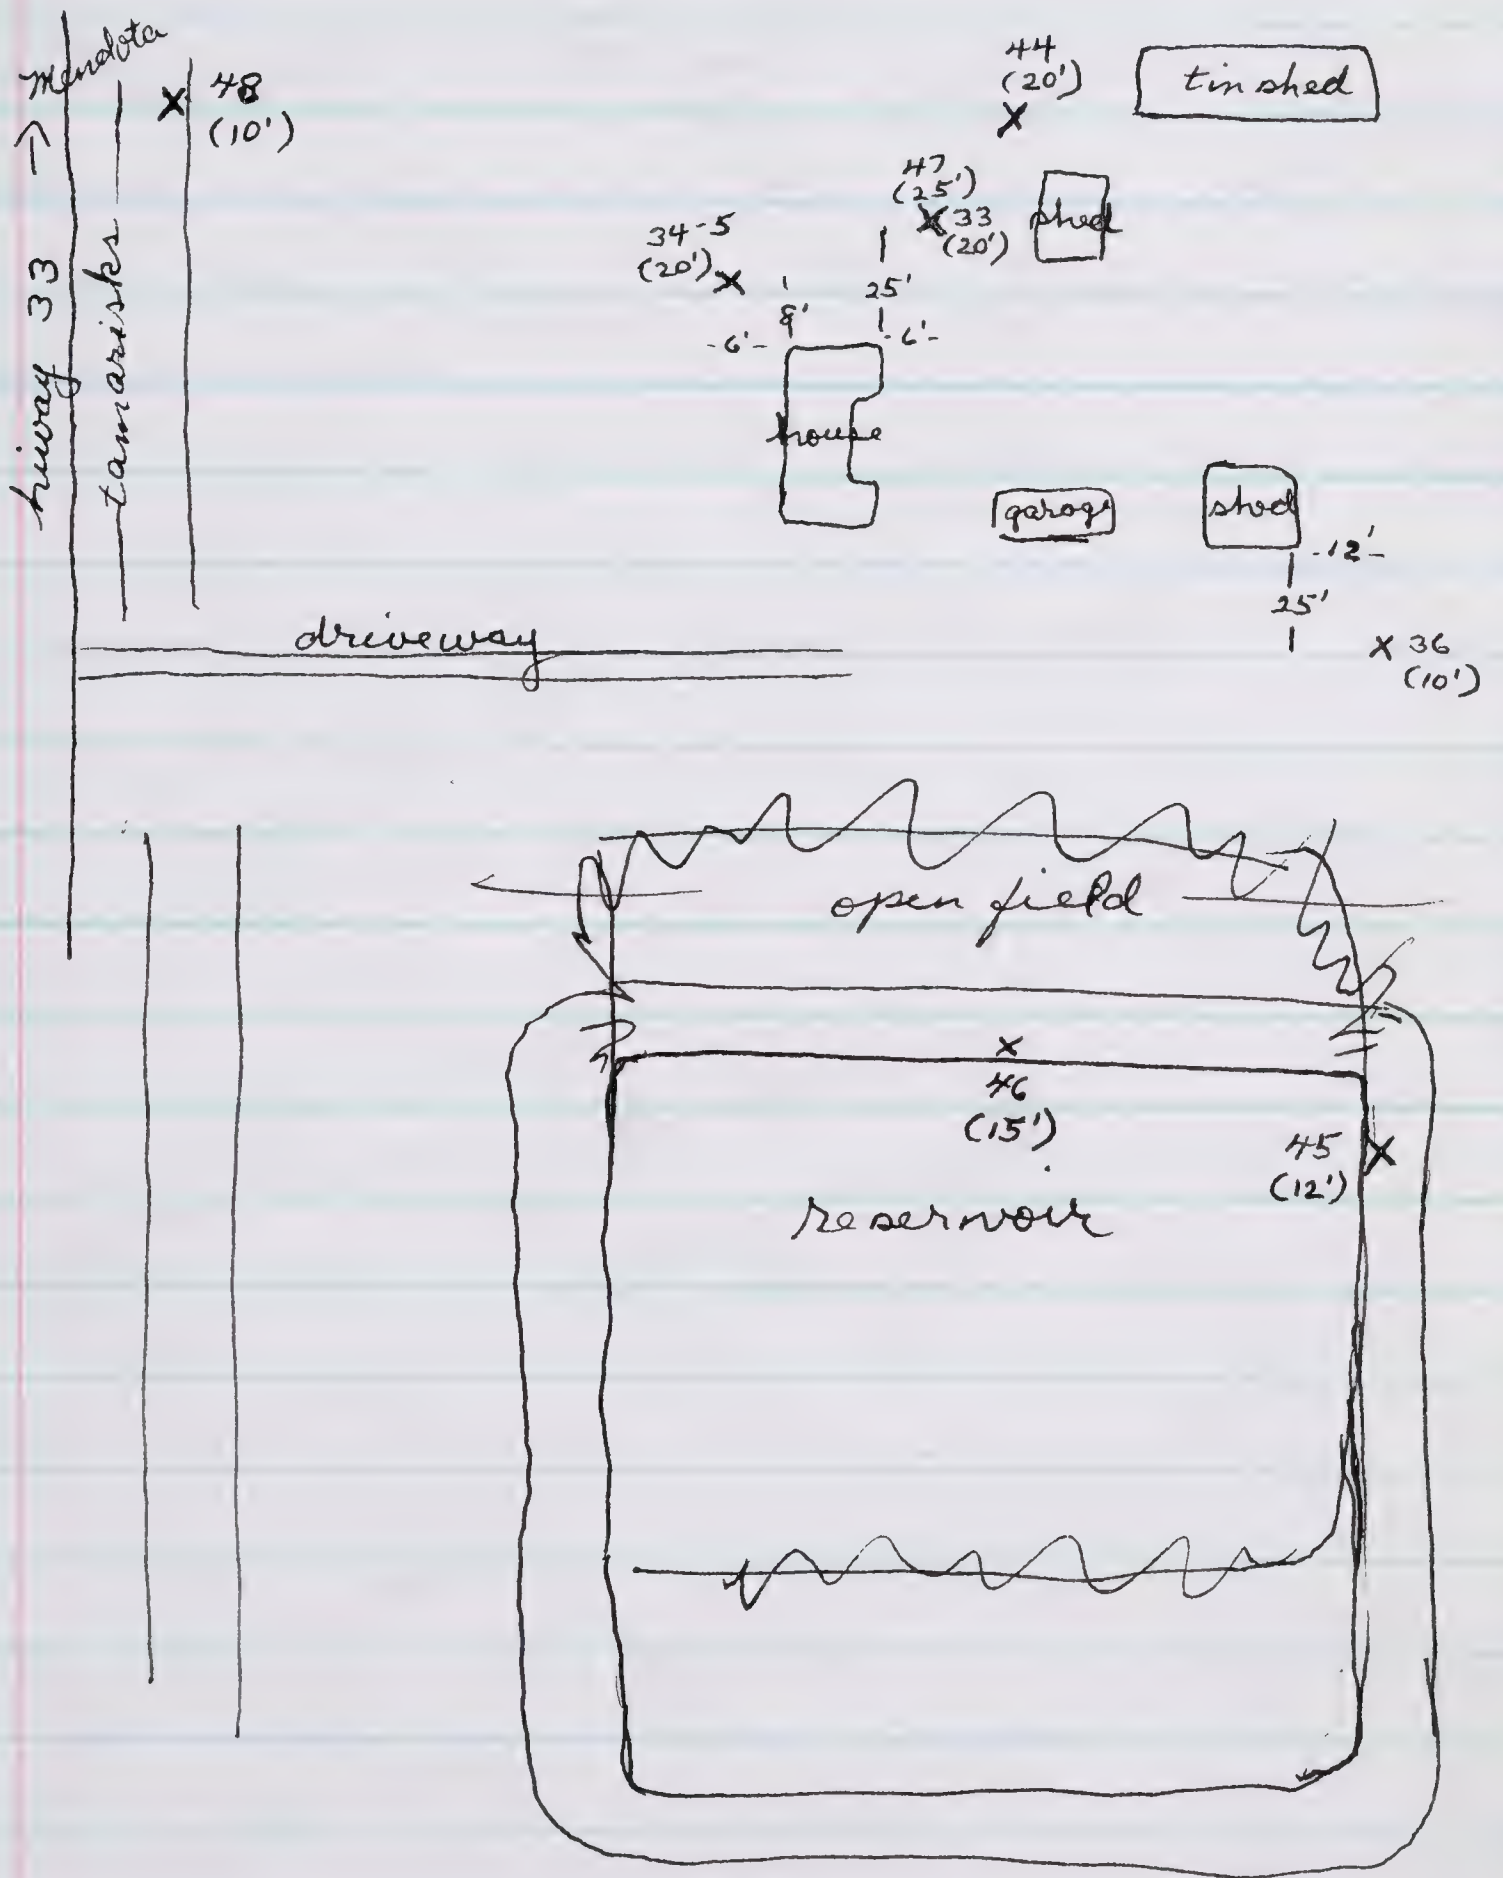 hiway 33 → Mendota
tamarisks
X 48
(10')
44
(20')
X
tin shed
47
(25')
X 33
(20')
shed
34-5
(20') X
8'
25'
-6'-
-6'-
house
garage
shed
-12'-
25'
X 36
(10')
driveway
open field
X
46
(15')
45 X
(12')
reservoir